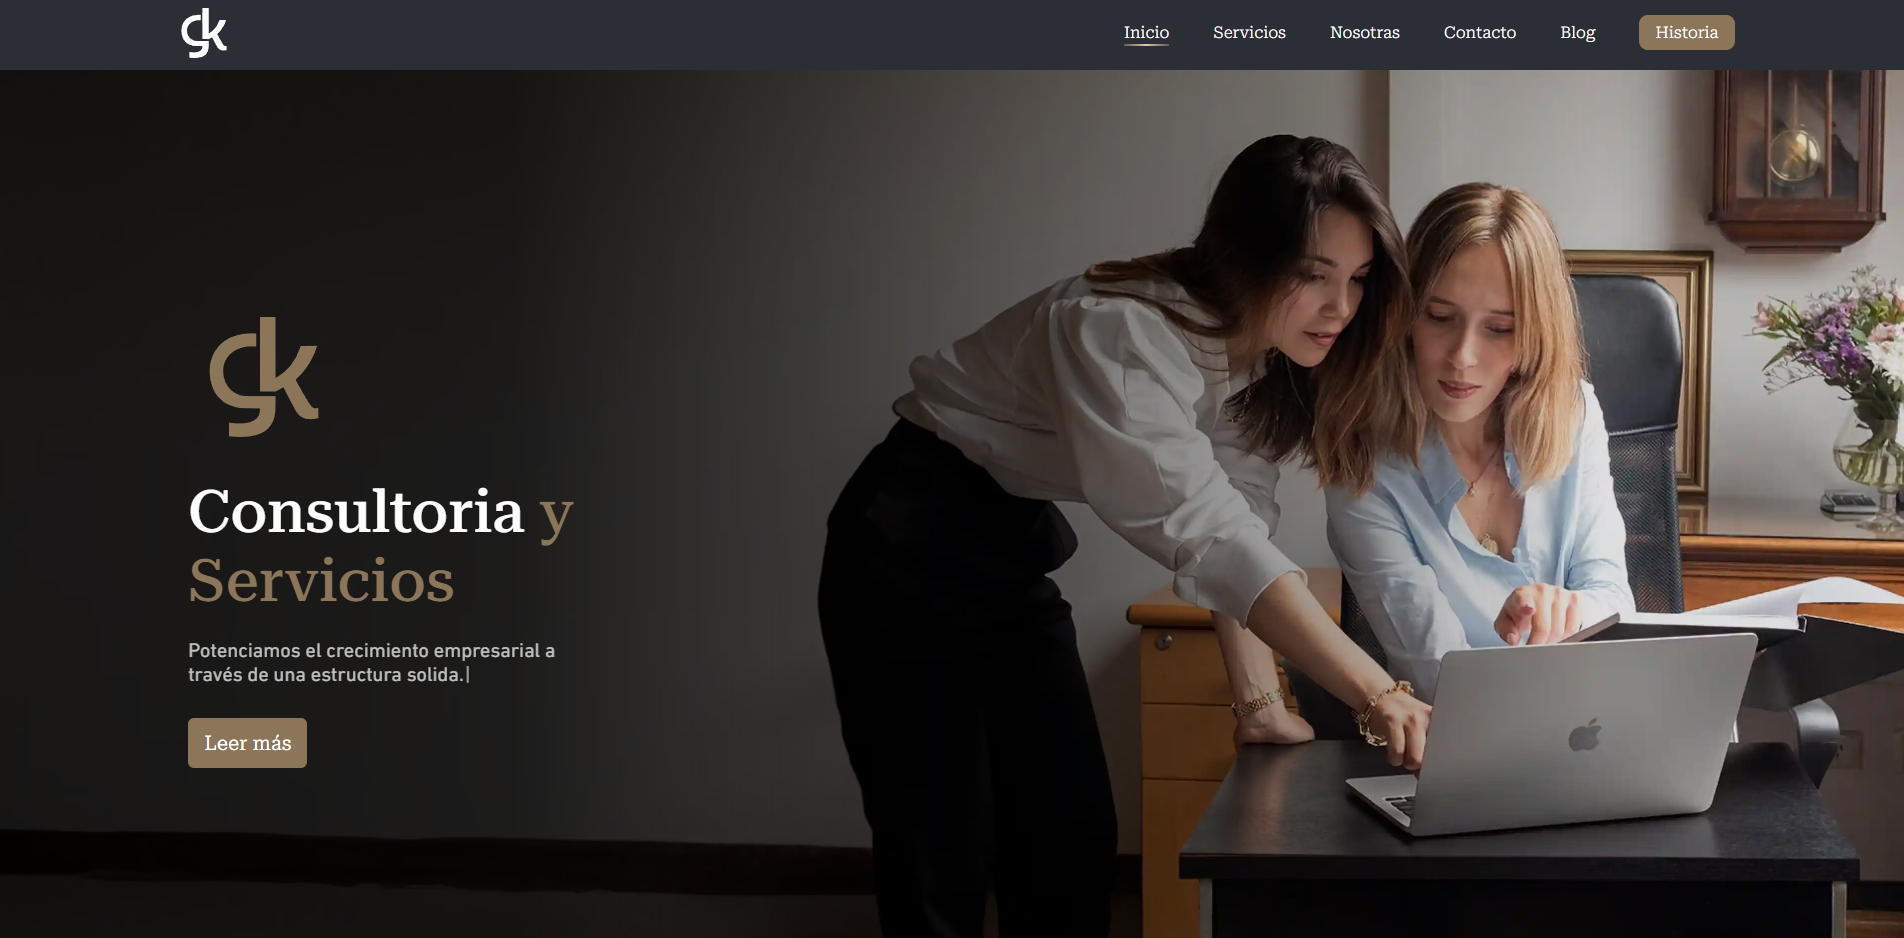 gk
Inicio Servicios Nosotras Contacto Blog Historia
gk
Consultoria y
Servicios
Potenciamos el crecimiento empresarial a
través de una estructura solida.|
Leer más